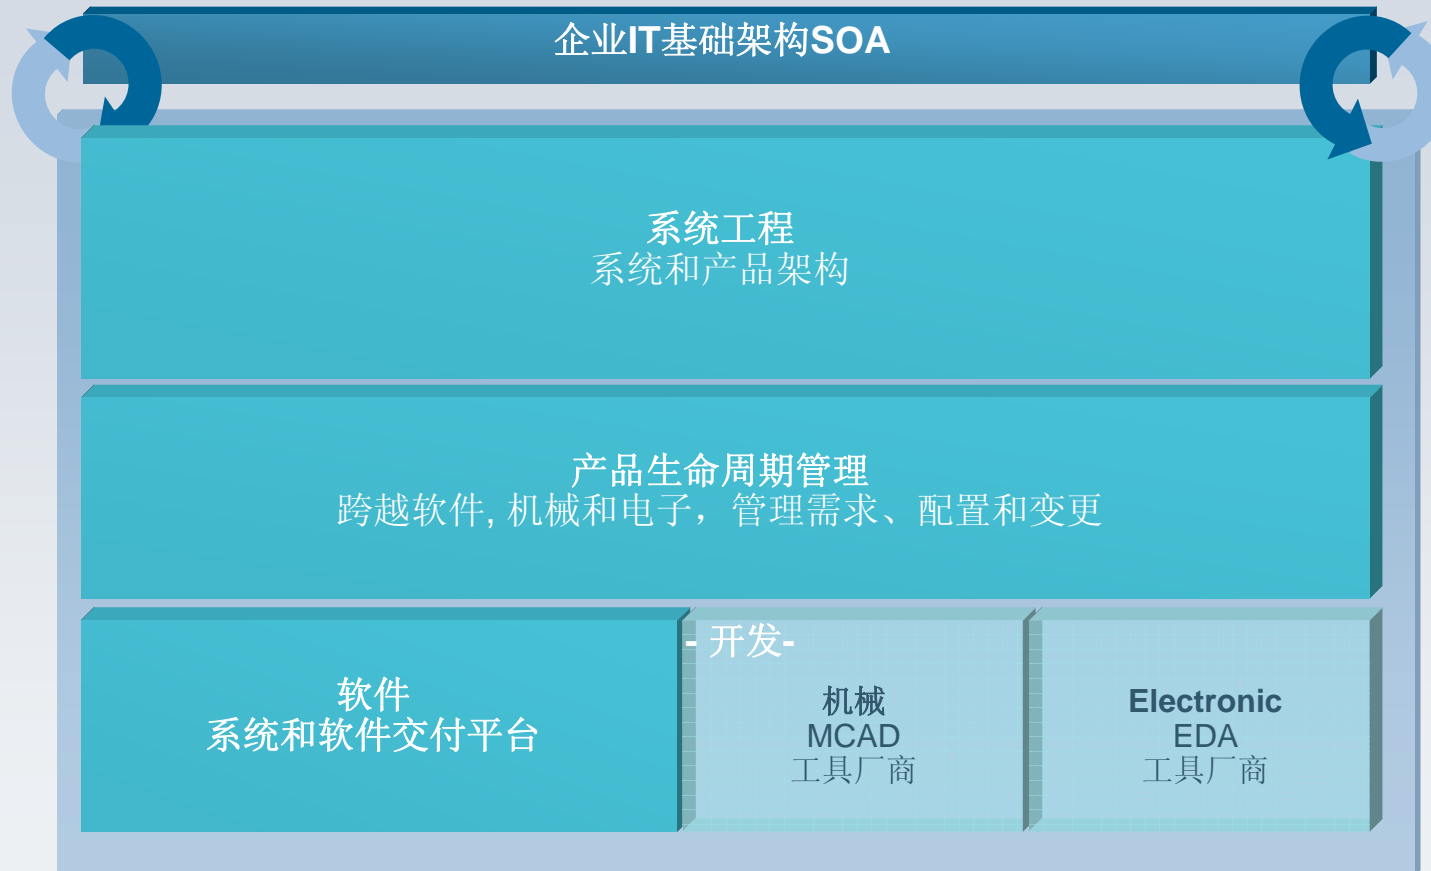 企业IT基础架构SOA
系统工程
系统和产品架构
产品生命周期管理
跨越软件, 机械和电子，管理需求、配置和变更
- 开发-
软件
系统和软件交付平台
机械
MCAD
工具厂商
Electronic
EDA
工具厂商